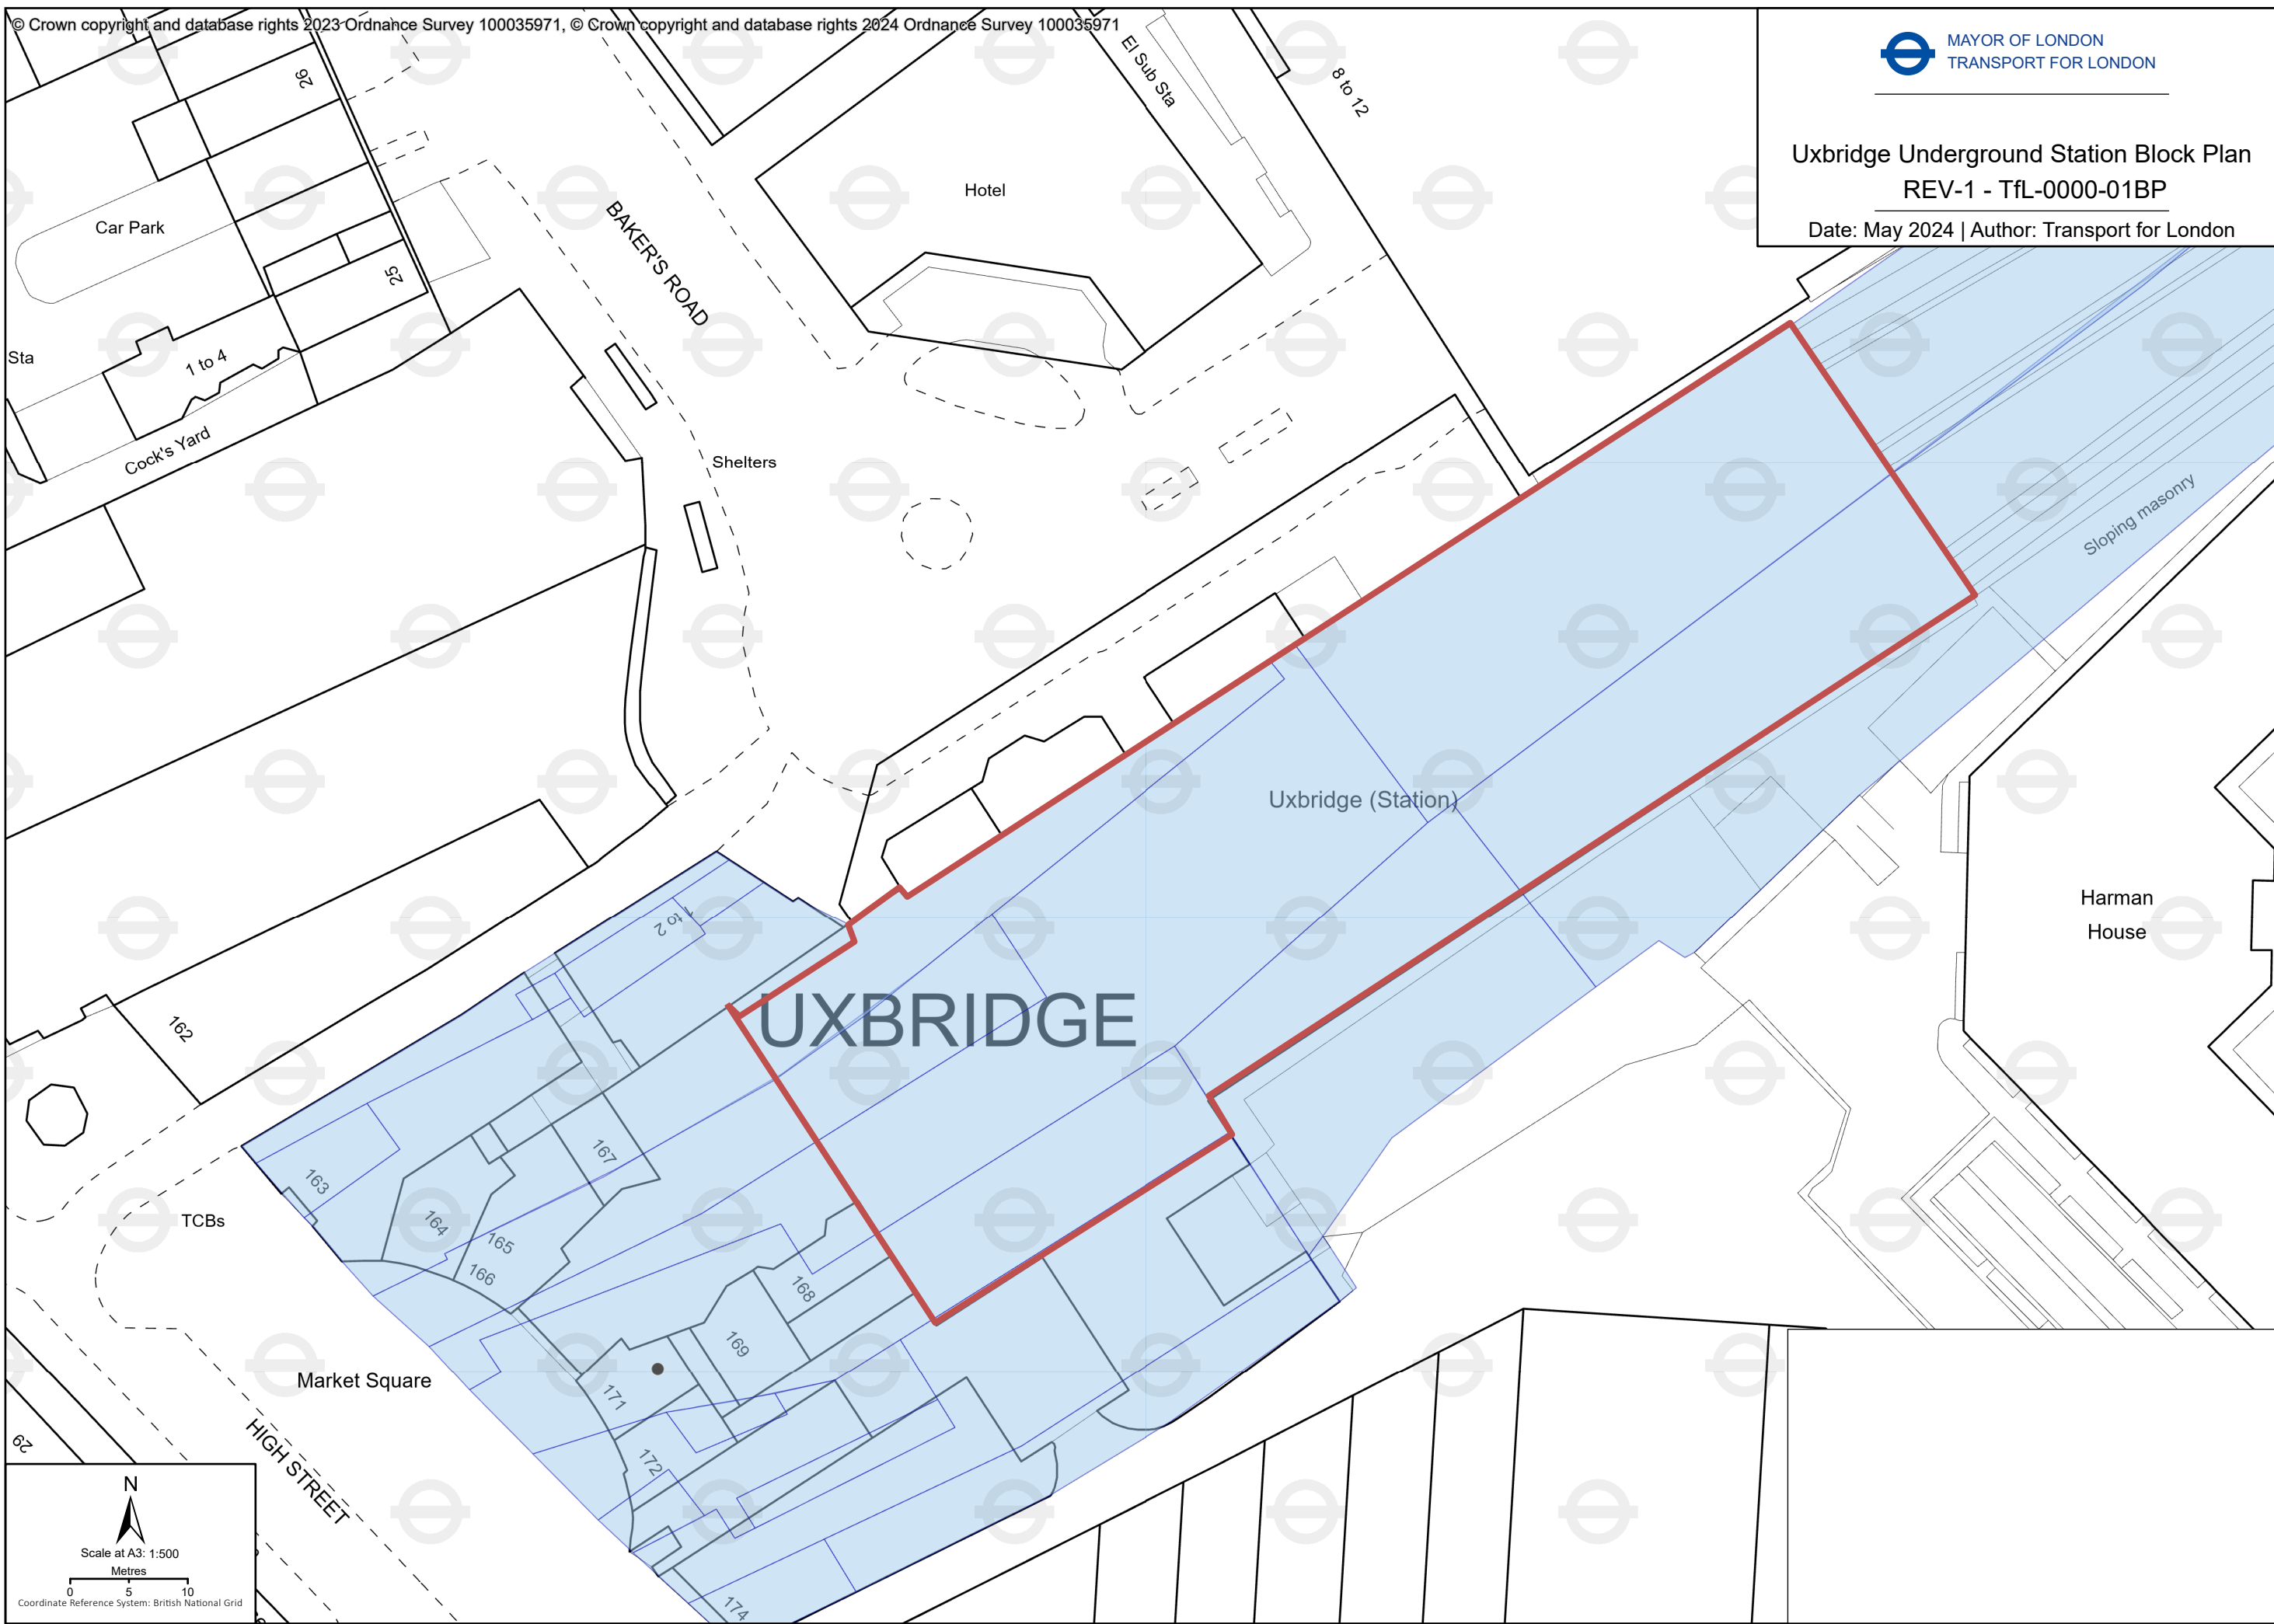 © Crown copyright and database rights 2023 Ordnance Survey 100035971, © Crown copyright and database rights 2024 Ordnance Survey 100035971
MAYOR OF LONDON
TRANSPORT FOR LONDON
Uxbridge Underground Station Block Plan
REV-1 - TfL-0000-01BP
Date: May 2024 | Author: Transport for London
26
El Sub Sta
8 to 12
Hotel
Car Park
BAKER'S ROAD
25
Sta
1 to 4
Cock's Yard
Shelters
Sloping masonry
Uxbridge (Station)
Harman
House
UXBRIDGE
162
163
167
164
165
166
TCBs
168
169
171
Market Square
172
HIGH STREET
29
174
N
Scale at A3: 1:500
Metres
0 5 10
Coordinate Reference System: British National Grid